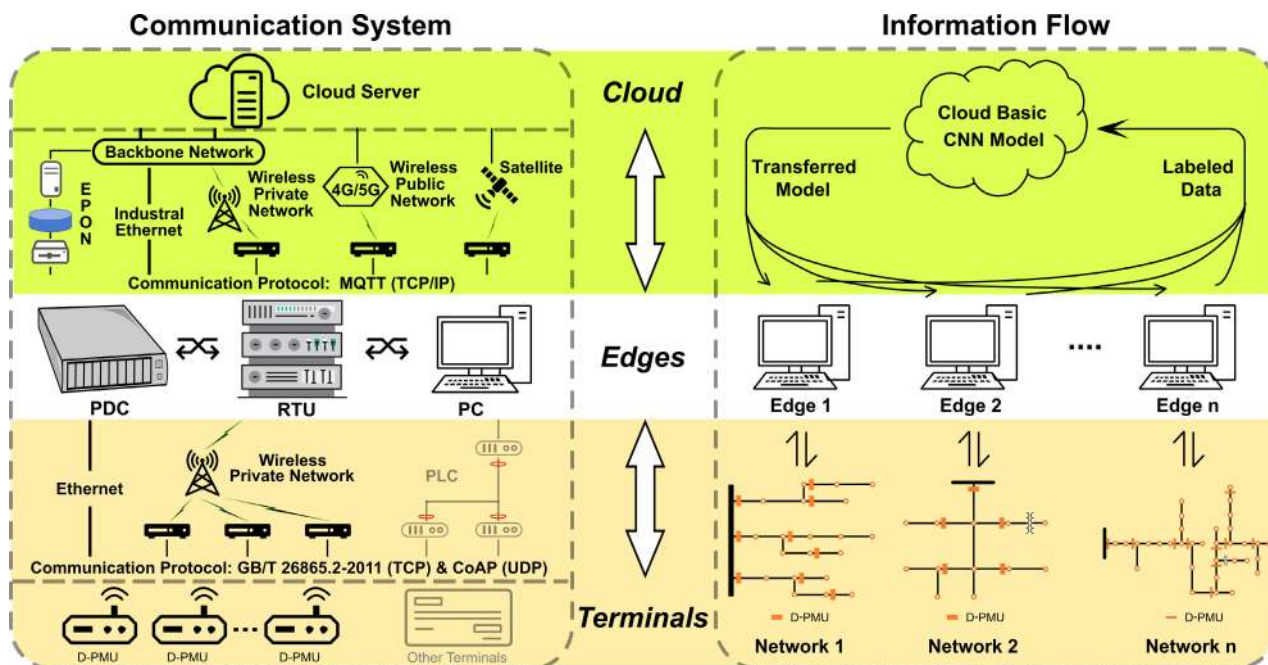 Communication System
Information Flow
Cloud Server
Cloud
Cloud Basic
CNN Model
Backbone Network
EPON
Industral
Ethernet
Wireless
Private
Network
4G/5G
Wireless
Public
Network
Satellite
Transferred
Model
Labeled
Data
Communication Protocol: MQTT (TCP/IP)
PDC
RTU
PC
Edges
Edge 1
Edge 2
....
Edge n
Ethernet
Wireless
Private Network
PLC
Communication Protocol: GB/T 26865.2-2011 (TCP) & CoAP (UDP)
Terminals
D-PMU
D-PMU
...
D-PMU
Other Terminals
D-PMU
Network 1
D-PMU
Network 2
D-PMU
Network n